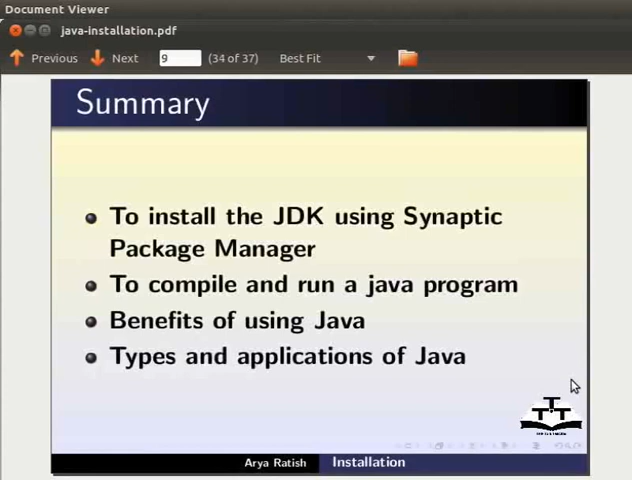 Document Viewer
java-installation.pdf
Previous Next 9 (34 of 37) Best Fit
Summary
To install the JDK using Synaptic
Package Manager
To compile and run a java program
Benefits of using Java
Types and applications of Java
TTT
Arya Ratish Installation